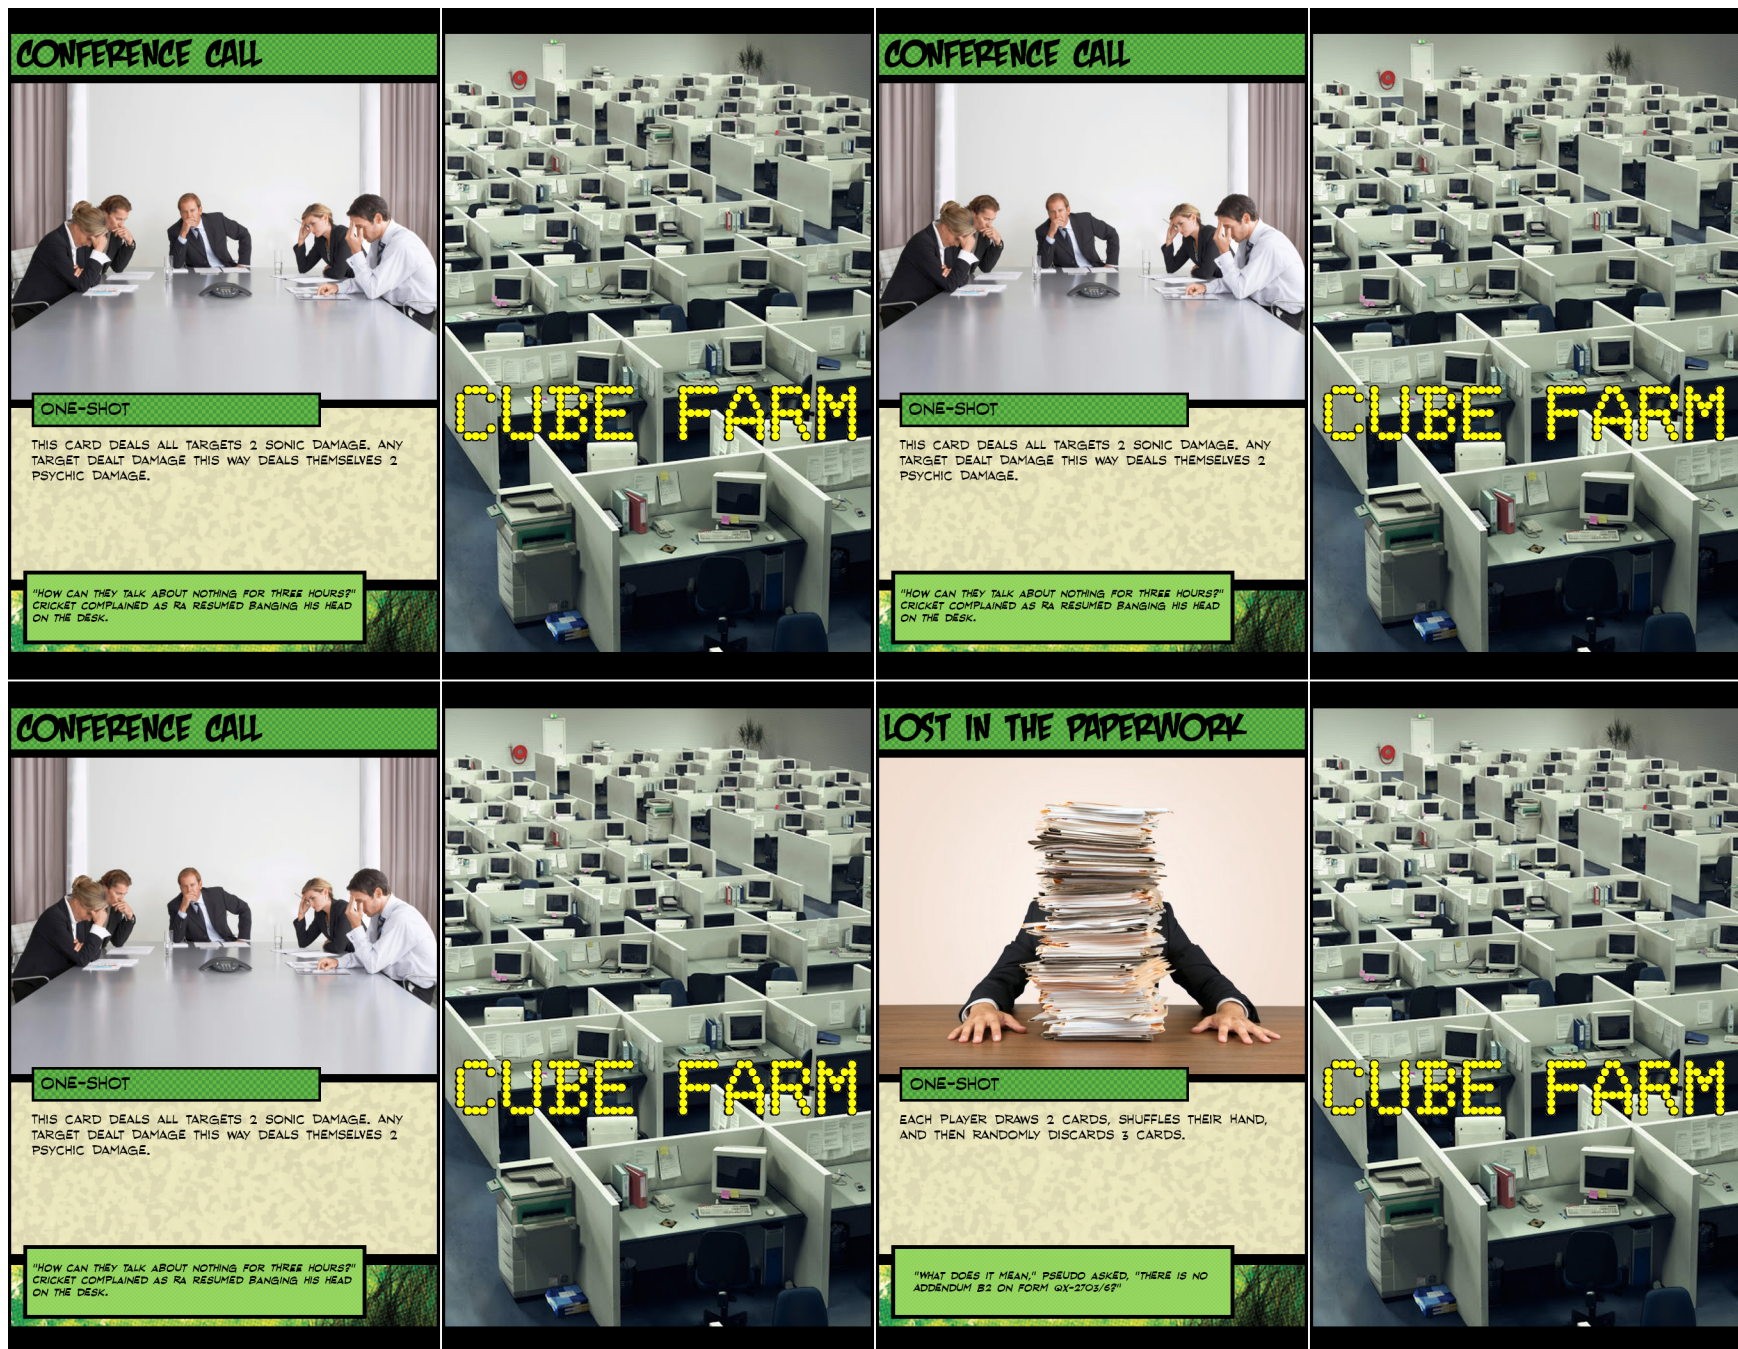 CONFERENCE CALL
ONE-SHOT
THIS CARD DEALS ALL TARGETS 2 SONIC DAMAGE. ANY
TARGET DEALT DAMAGE THIS WAY DEALS THEMSELVES 2
PSYCHIC DAMAGE.
"HOW CAN THEY TALK ABOUT NOTHING FOR THREE HOURS?"
CRICKET COMPLAINED AS RA RESUMED BANGING HIS HEAD
ON THE DESK.
CUBE FARM
CONFERENCE CALL
ONE-SHOT
THIS CARD DEALS ALL TARGETS 2 SONIC DAMAGE. ANY
TARGET DEALT DAMAGE THIS WAY DEALS THEMSELVES 2
PSYCHIC DAMAGE.
"HOW CAN THEY TALK ABOUT NOTHING FOR THREE HOURS?"
CRICKET COMPLAINED AS RA RESUMED BANGING HIS HEAD
ON THE DESK.
CUBE FARM
CONFERENCE CALL
ONE-SHOT
THIS CARD DEALS ALL TARGETS 2 SONIC DAMAGE. ANY
TARGET DEALT DAMAGE THIS WAY DEALS THEMSELVES 2
PSYCHIC DAMAGE.
"HOW CAN THEY TALK ABOUT NOTHING FOR THREE HOURS?"
CRICKET COMPLAINED AS RA RESUMED BANGING HIS HEAD
ON THE DESK.
CUBE FARM
LOST IN THE PAPERWORK
ONE-SHOT
EACH PLAYER DRAWS 2 CARDS, SHUFFLES THEIR HAND,
AND THEN RANDOMLY DISCARDS 3 CARDS.
"WHAT DOES IT MEAN," PSEUDO ASKED, "THERE IS NO
ADDENDUM B2 ON FORM QX-2703/6?"
CUBE FARM